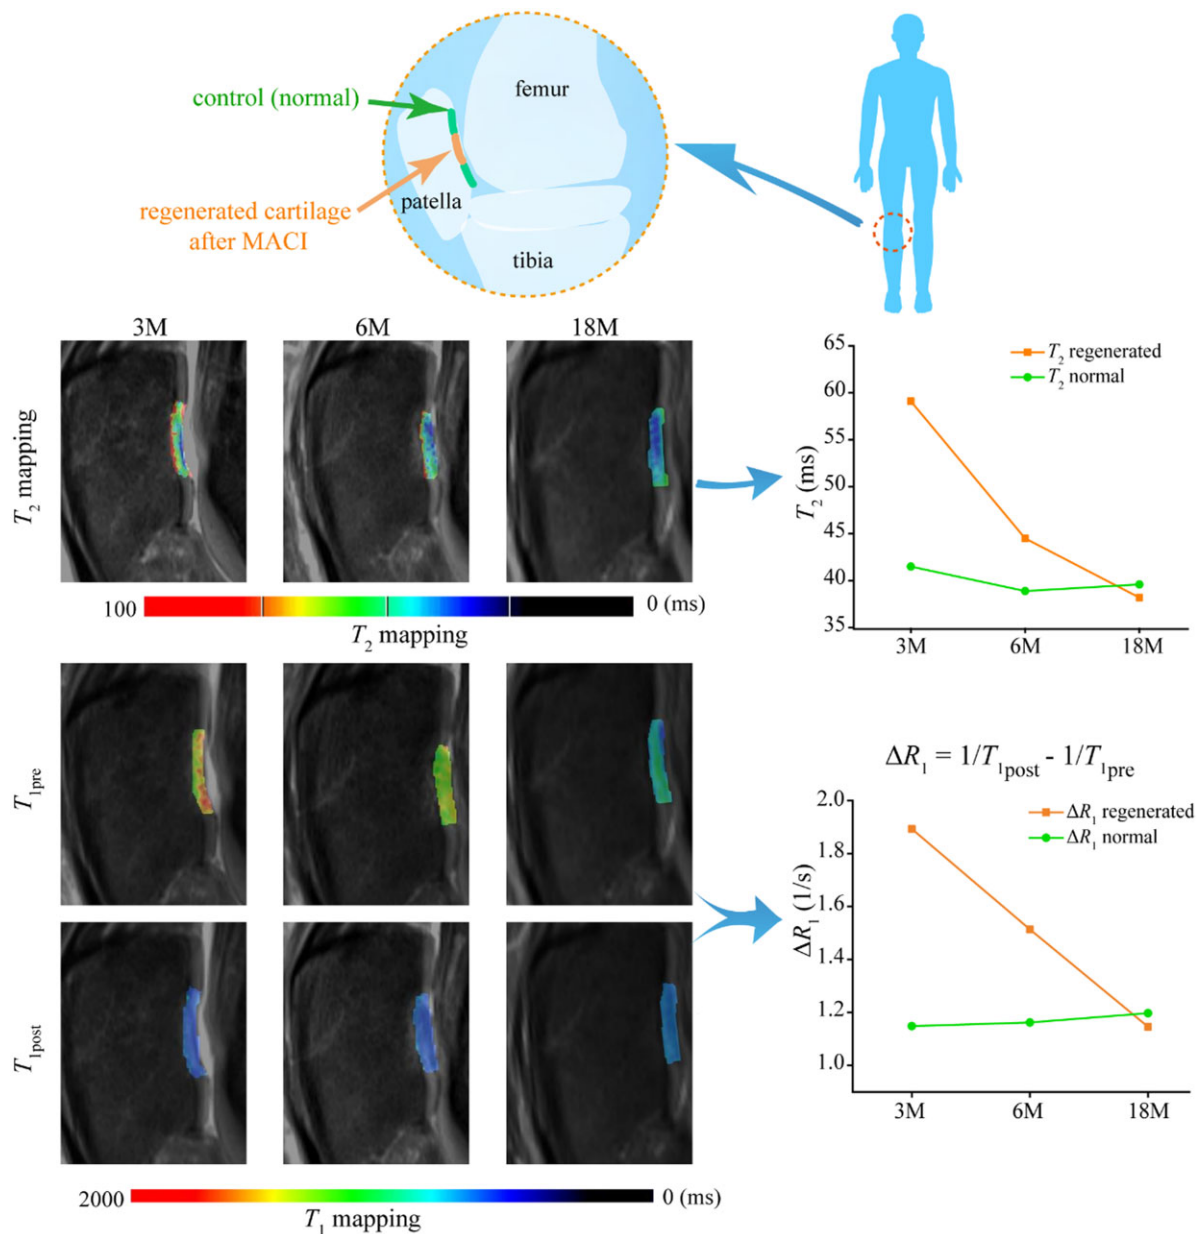 control (normal)
femur
regenerated cartilage
after MACI
patella
tibia
3M
6M
18M
T₂ mapping
100
0 (ms)
T₂ mapping
T₂ (ms)
65
60
55
50
45
40
35
T₂ regenerated
T₂ normal
3M
6M
18M
T₁pre
T₁post
2000
0 (ms)
T₁ mapping
ΔR₁ = 1/T₁post - 1/T₁pre
ΔR₁ (1/s)
2.0
1.8
1.6
1.4
1.2
1.0
ΔR₁ regenerated
ΔR₁ normal
3M
6M
18M